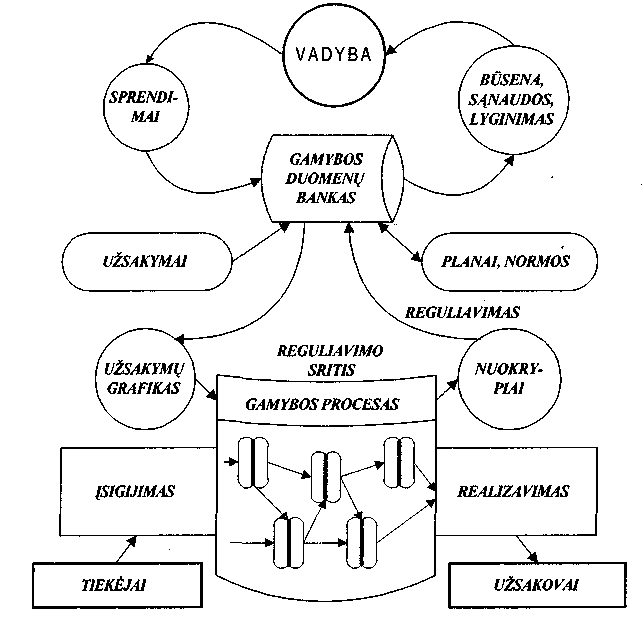 VADYBA
SPRENDI-
MAI
BŪSENA,
SĄNAUDOS,
LYGINIMAS
GAMYBOS
DUOMENŲ
BANKAS
UŽSAKYMAI
PLANAI, NORMOS
REGULIAVIMAS
UŽSAKYMŲ
GRAFIKAS
REGULIAVIMO
SRITIS
NUOKRY-
PIAI
GAMYBOS PROCESAS
ĮSIGIJIMAS
REALIZAVIMAS
TIEKĖJAI
UŽSAKOVAI